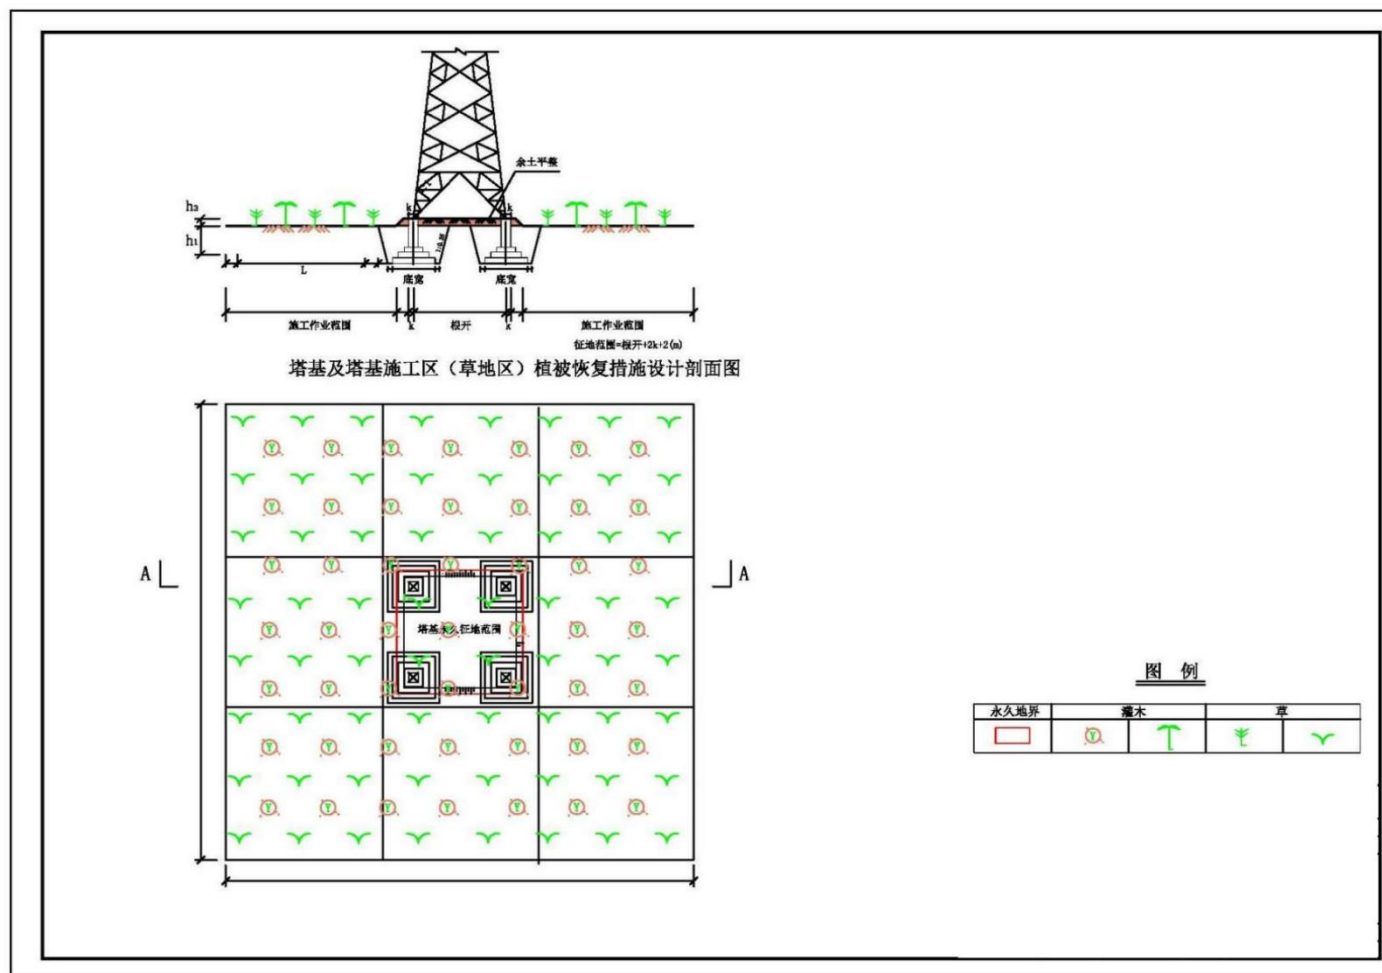 余土平整
h3
k
k
h1
L
底宽
底宽
施工作业范围
k
根开
k
施工作业范围
征地范围=根开+2k+2(m)
塔基及塔基施工区（草地区）植被恢复措施设计剖面图
A
A
塔基永久征地范围
图 例
永久地界
灌木
草